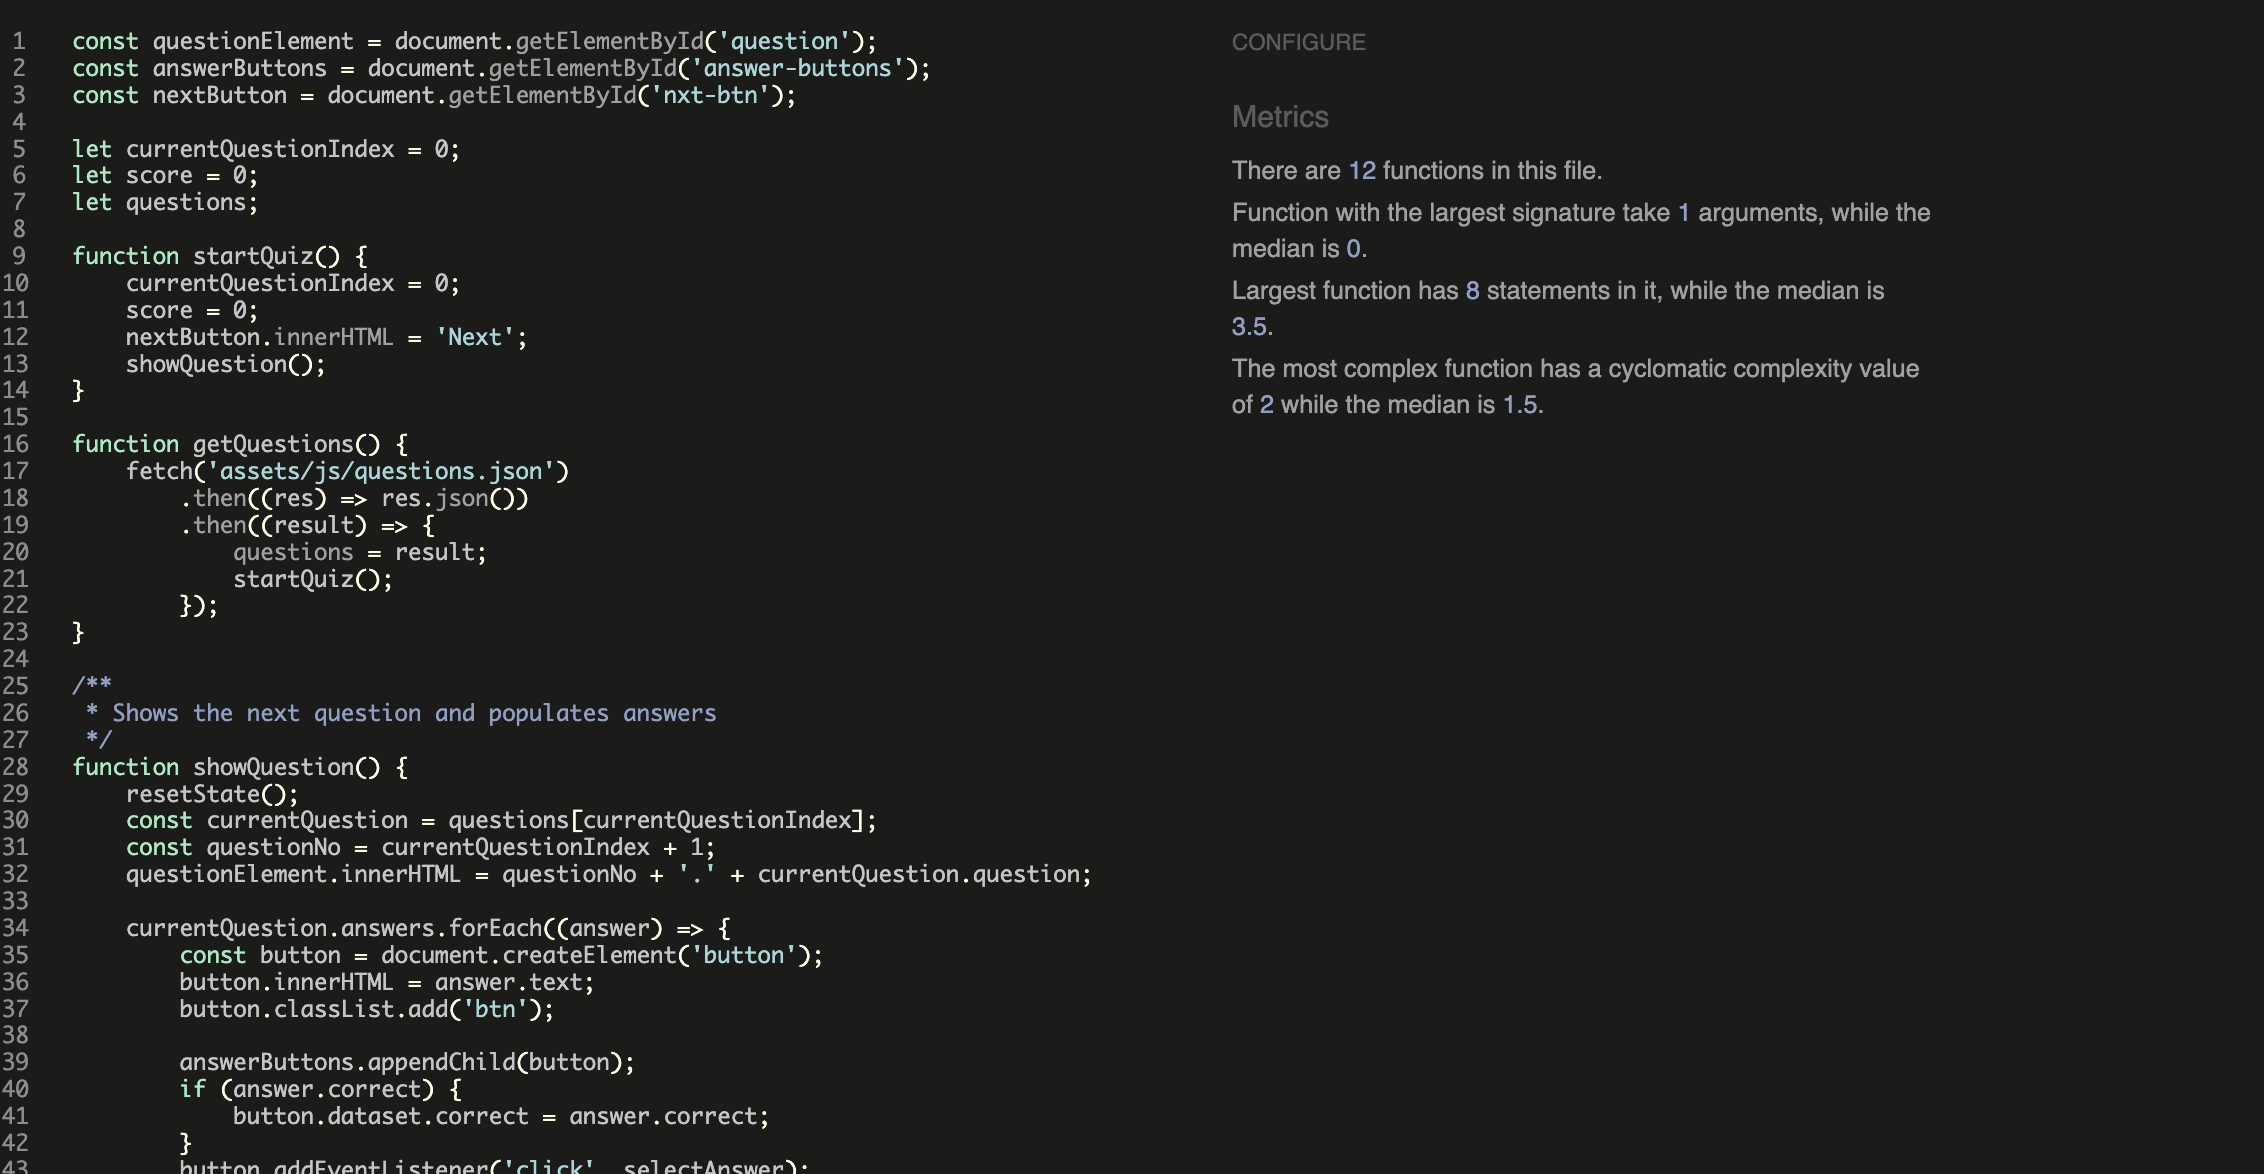 1 const questionElement = document.getElementById('question');
2 const answerButtons = document.getElementById('answer-buttons');
3 const nextButton = document.getElementById('nxt-btn');
4
5 let currentQuestionIndex = 0;
6 let score = 0;
7 let questions;
8
9 function startQuiz() {
10     currentQuestionIndex = 0;
11     score = 0;
12     nextButton.innerHTML = 'Next';
13     showQuestion();
14 }
15
16 function getQuestions() {
17     fetch('assets/js/questions.json')
18         .then((res) => res.json())
19         .then((result) => {
20             questions = result;
21             startQuiz();
22         });
23 }
24
25 /**
26  * Shows the next question and populates answers
27  */
28 function showQuestion() {
29     resetState();
30     const currentQuestion = questions[currentQuestionIndex];
31     const questionNo = currentQuestionIndex + 1;
32     questionElement.innerHTML = questionNo + '.' + currentQuestion.question;
33
34     currentQuestion.answers.forEach((answer) => {
35         const button = document.createElement('button');
36         button.innerHTML = answer.text;
37         button.classList.add('btn');
38
39         answerButtons.appendChild(button);
40         if (answer.correct) {
41             button.dataset.correct = answer.correct;
42         }
43         button.addEventListener('click', selectAnswer);
CONFIGURE
Metrics
There are 12 functions in this file.
Function with the largest signature take 1 arguments, while the
median is 0.
Largest function has 8 statements in it, while the median is
3.5.
The most complex function has a cyclomatic complexity value
of 2 while the median is 1.5.